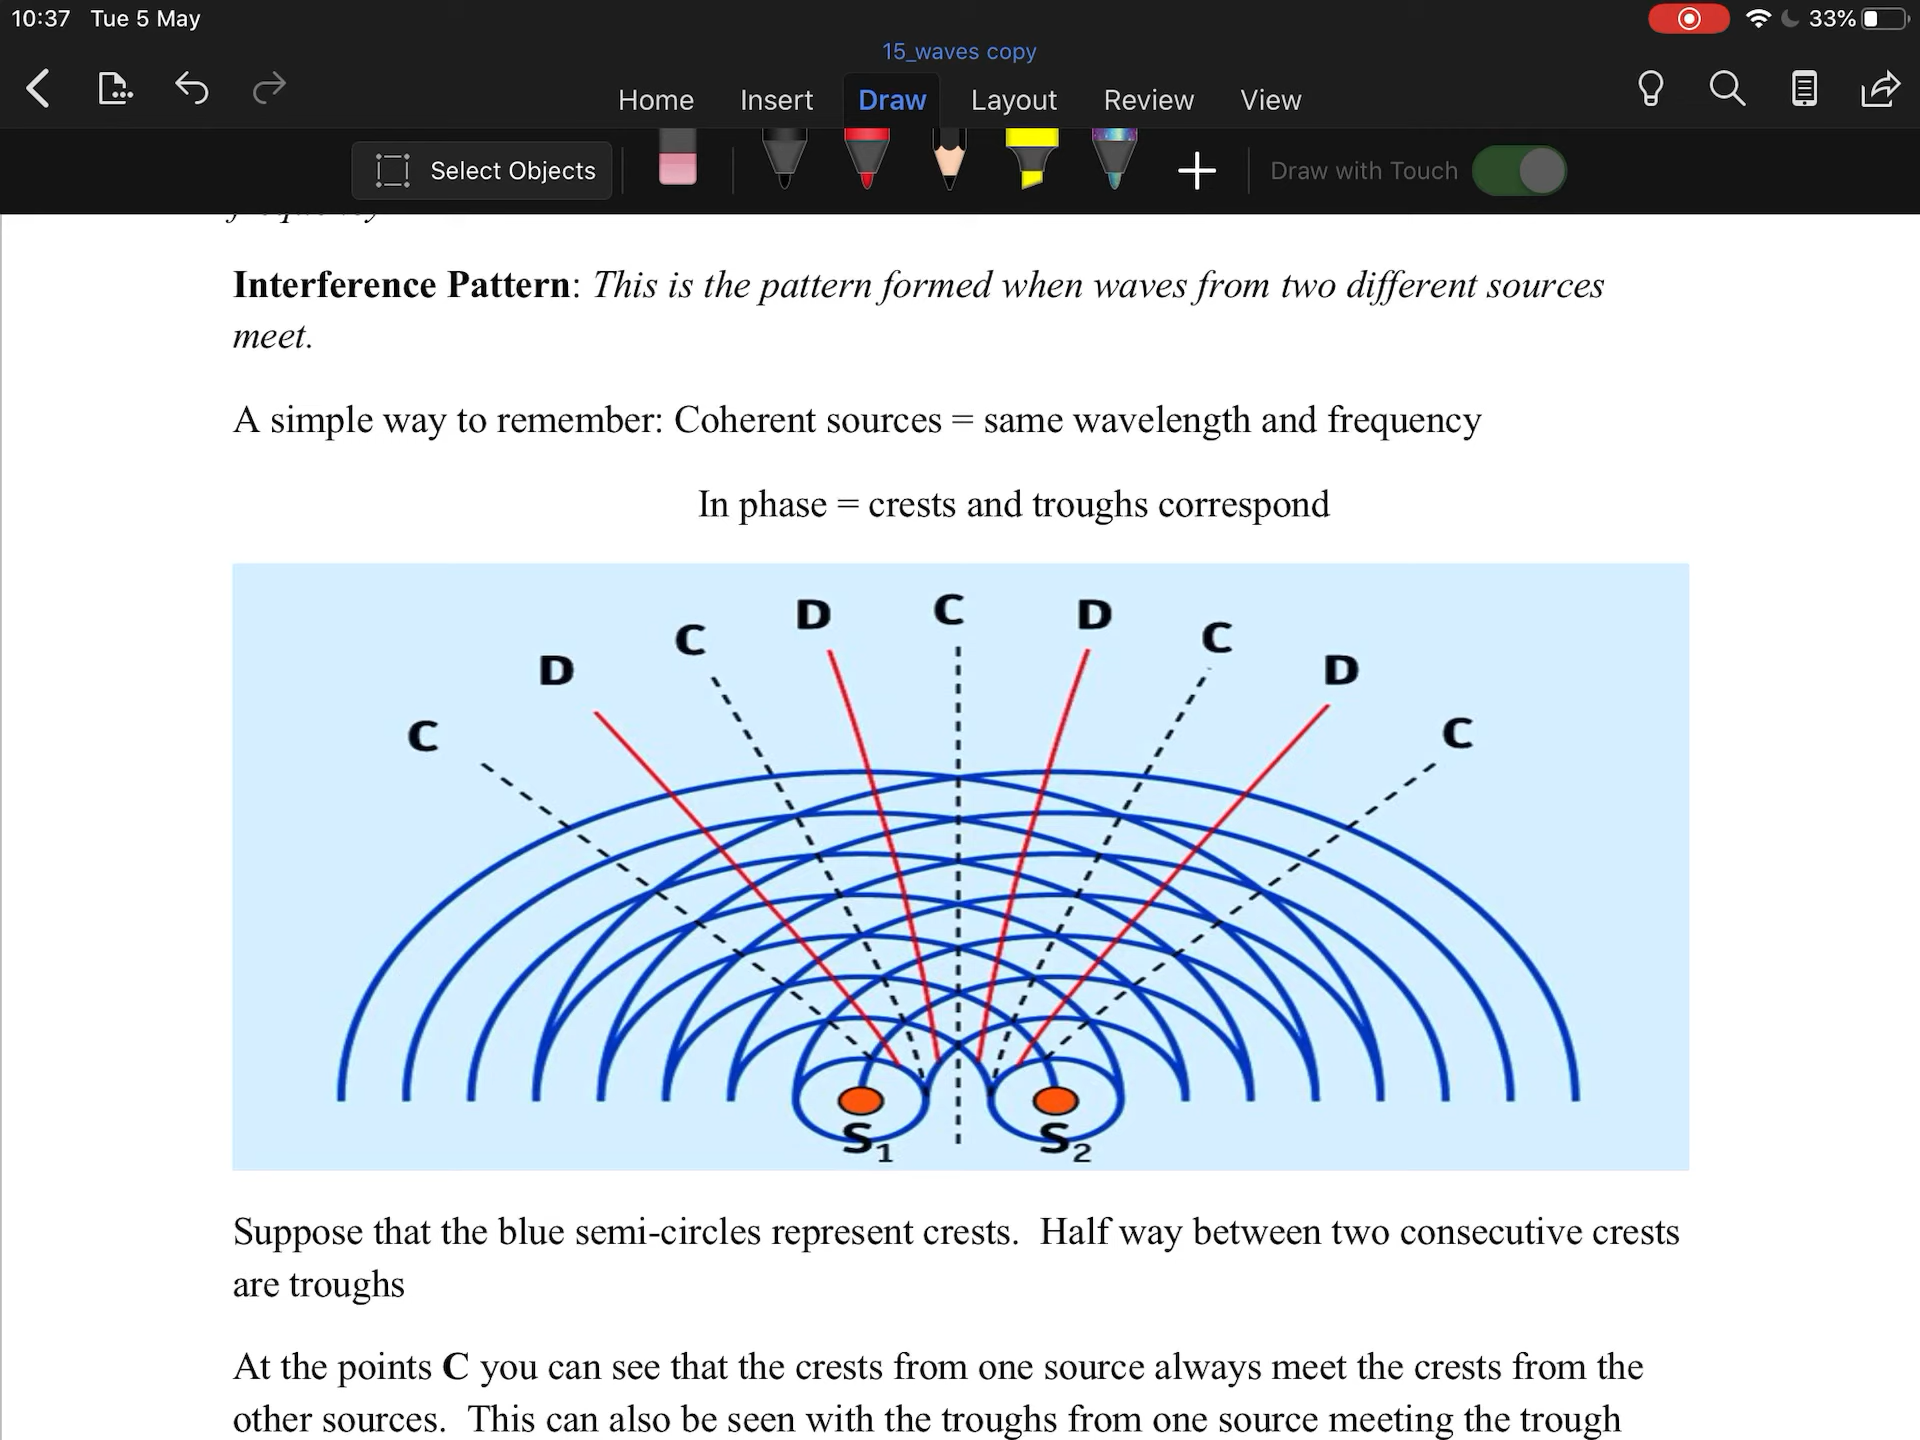 10:37 Tue 5 May
33%
15_waves copy
Home Insert Draw Layout Review View
Select Objects
Draw with Touch
frequency
Interference Pattern: This is the pattern formed when waves from two different sources
meet.
A simple way to remember: Coherent sources = same wavelength and frequency
In phase = crests and troughs correspond
C D C D C D C D C
S1 S2
Suppose that the blue semi-circles represent crests. Half way between two consecutive crests
are troughs
At the points C you can see that the crests from one source always meet the crests from the
other sources. This can also be seen with the troughs from one source meeting the trough